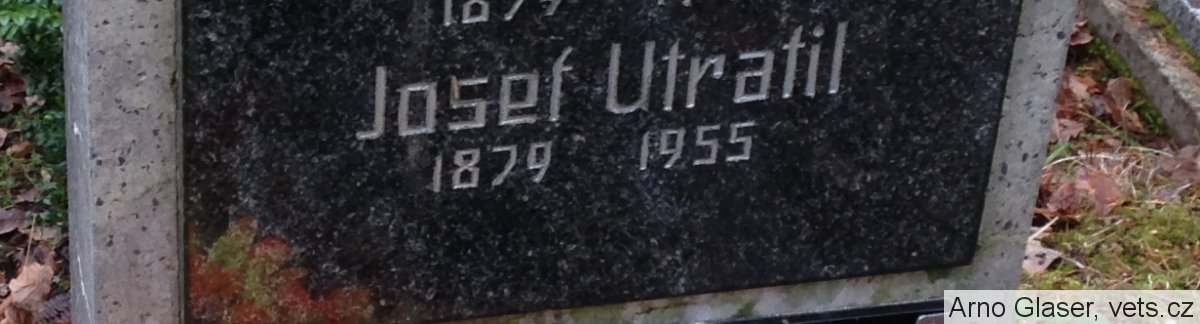 Josef Utratil
1879 1955
Arno Glaser, vets.cz